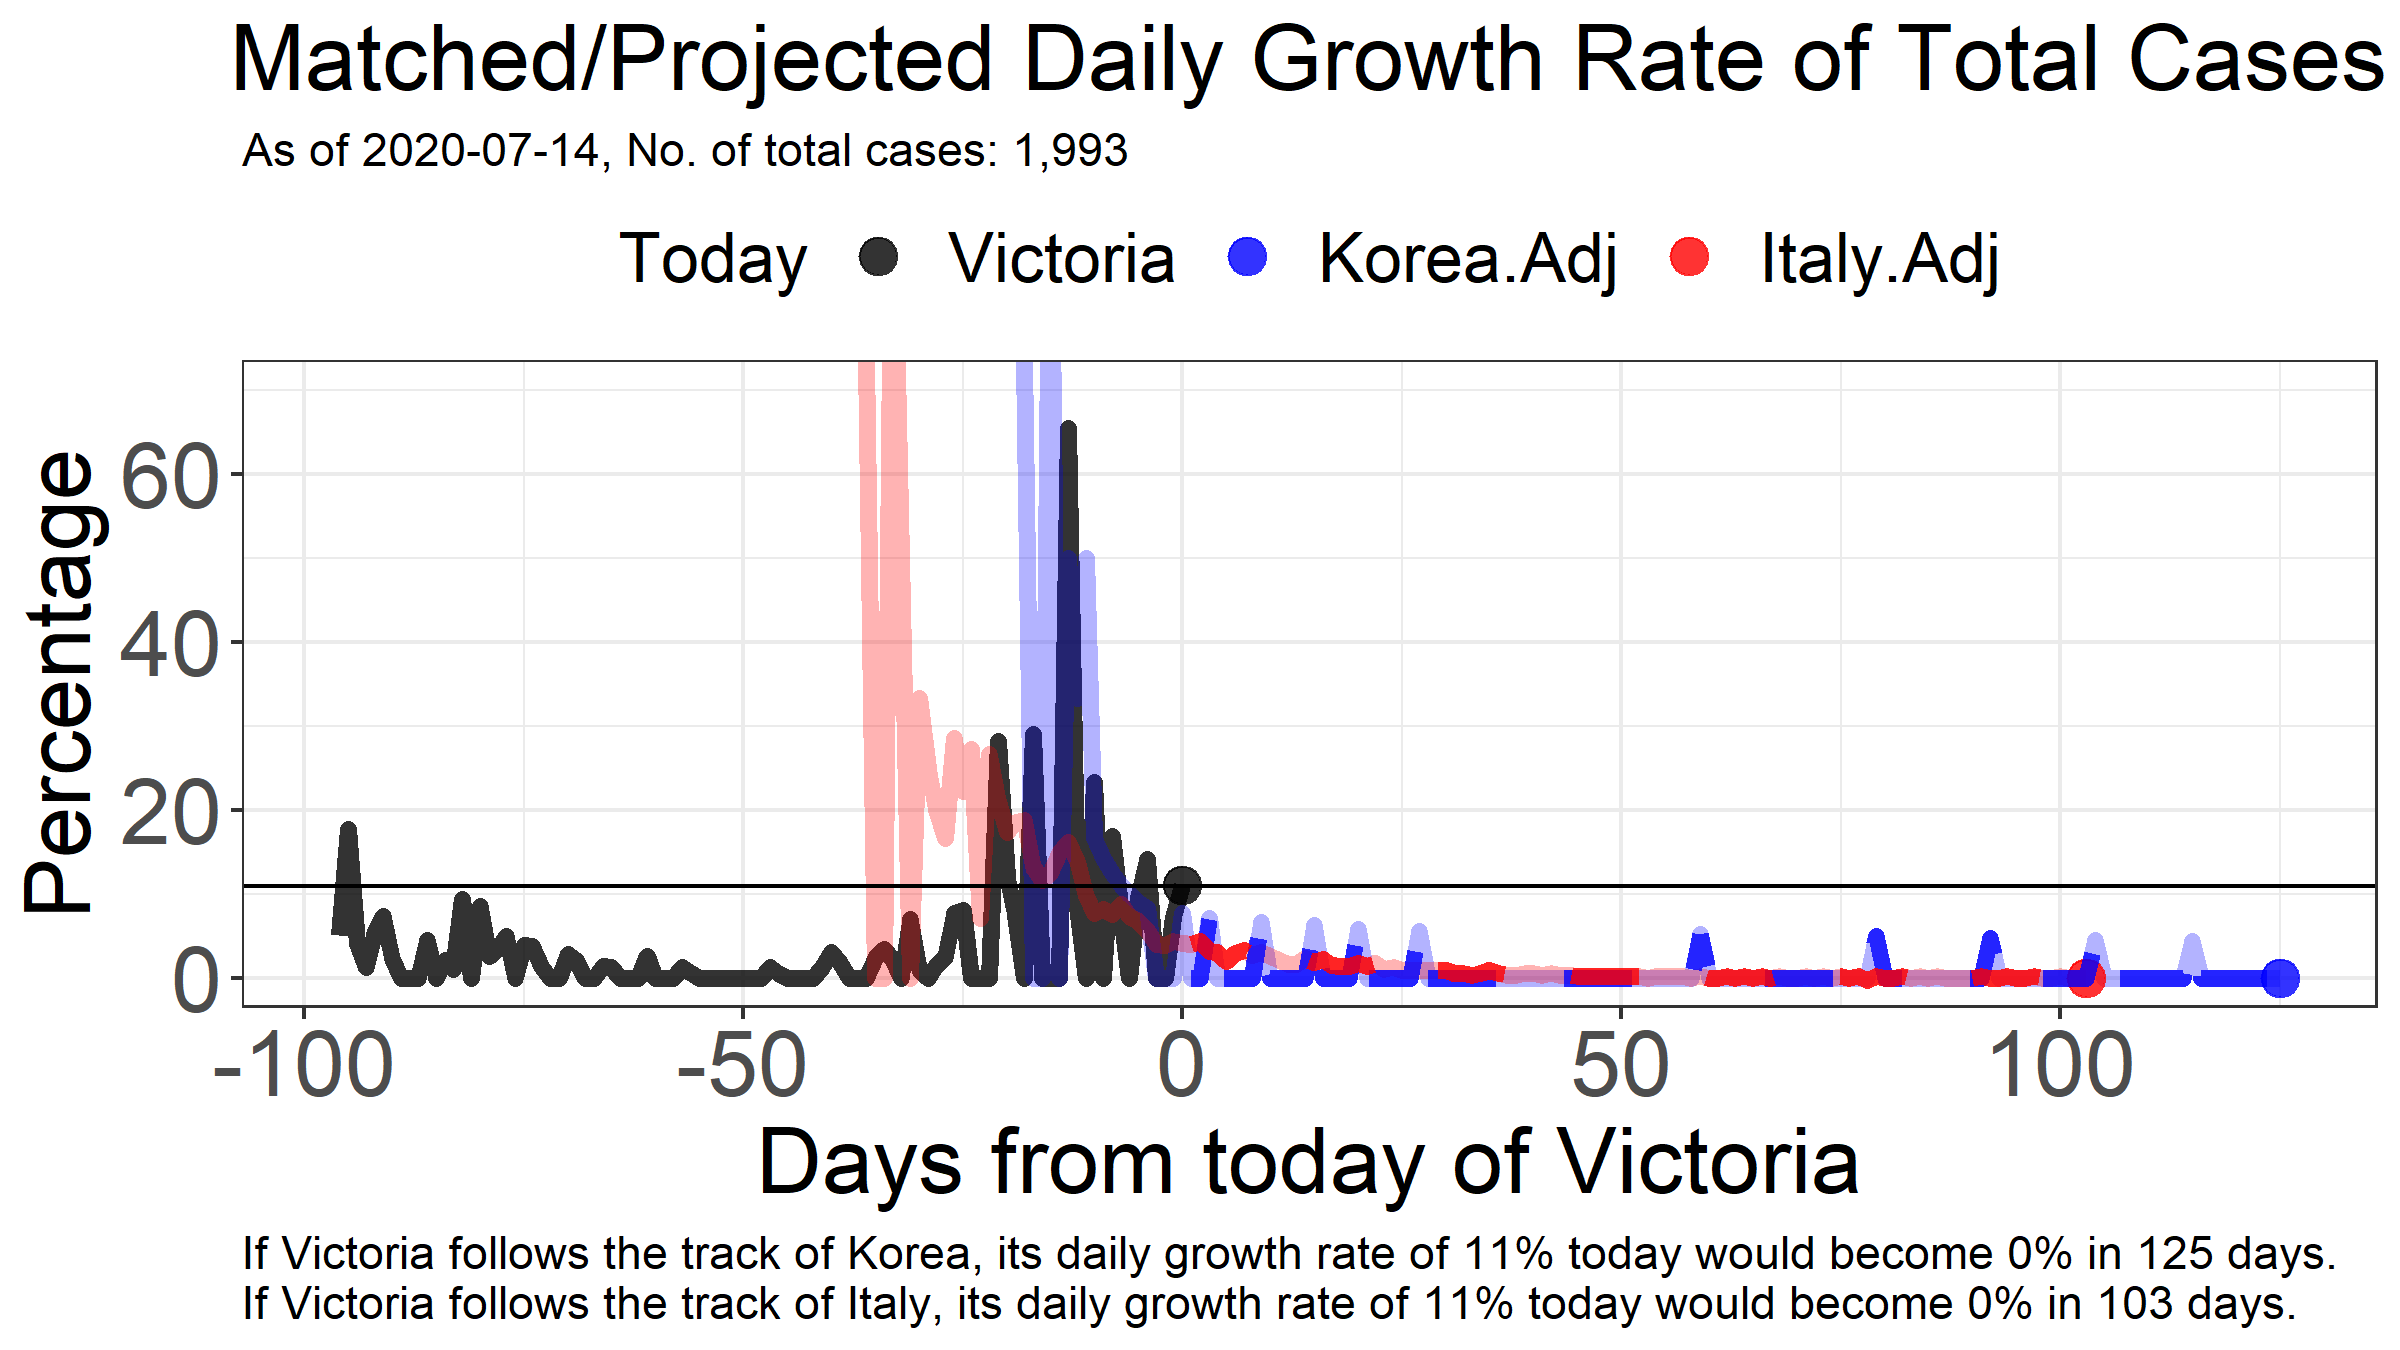 Matched/Projected Daily Growth Rate of Total Cases
As of 2020-07-14, No. of total cases: 1,993
Today Victoria Korea.Adj Italy.Adj
Percentage
60
40
20
0
-100 -50 0 50 100
Days from today of Victoria
If Victoria follows the track of Korea, its daily growth rate of 11% today would become 0% in 125 days.
If Victoria follows the track of Italy, its daily growth rate of 11% today would become 0% in 103 days.